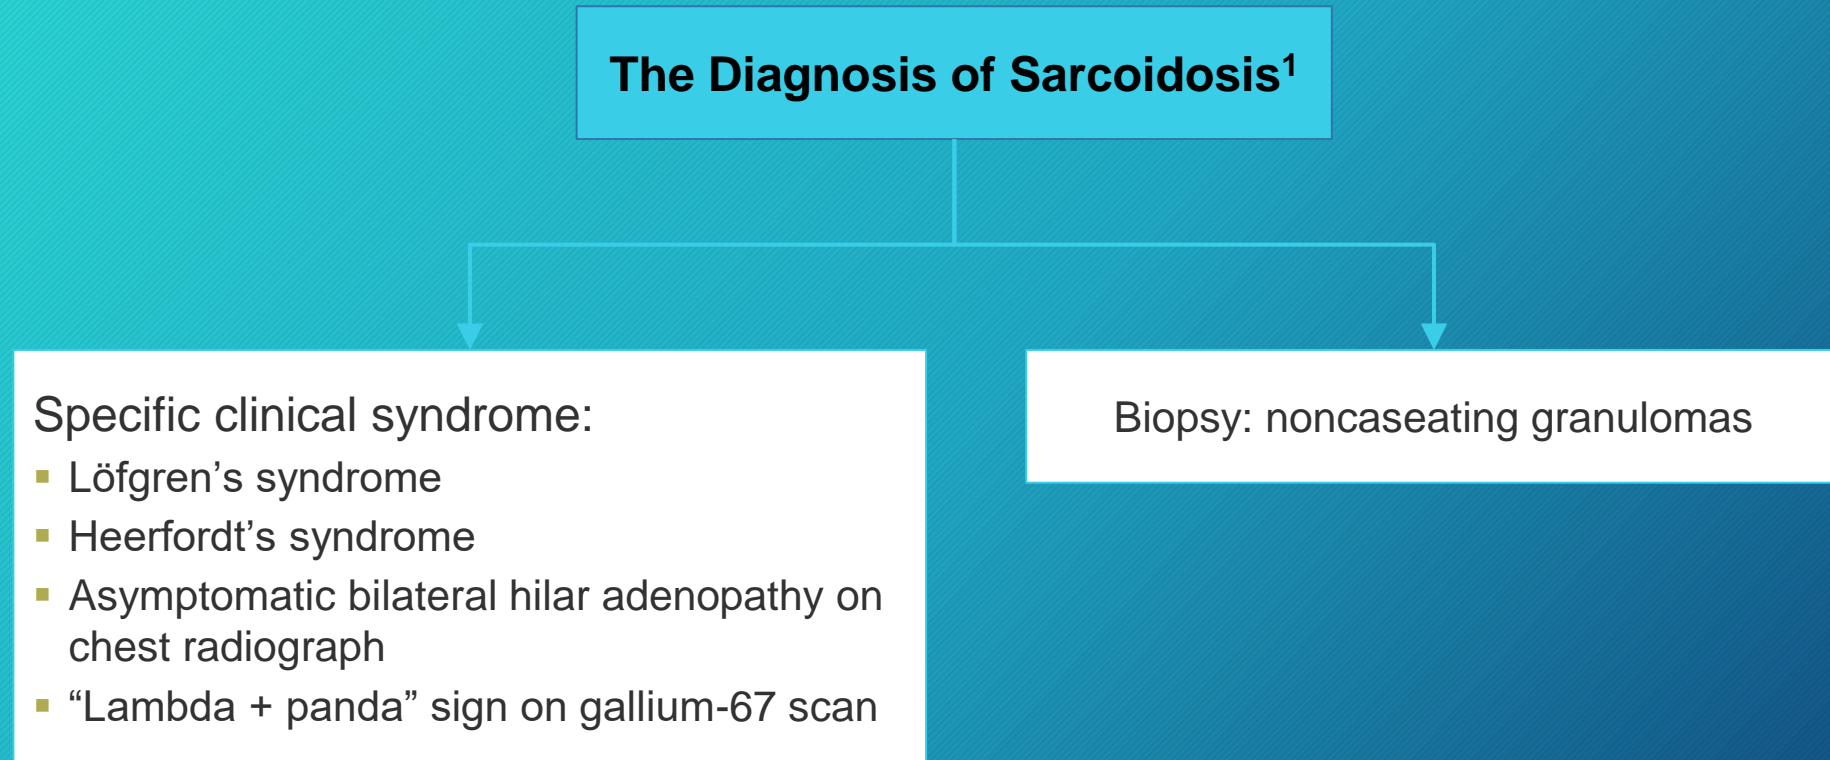 The Diagnosis of Sarcoidosis¹
Specific clinical syndrome:
▪ Löfgren’s syndrome
▪ Heerfordt’s syndrome
▪ Asymptomatic bilateral hilar adenopathy on
chest radiograph
▪ “Lambda + panda” sign on gallium-67 scan
Biopsy: noncaseating granulomas